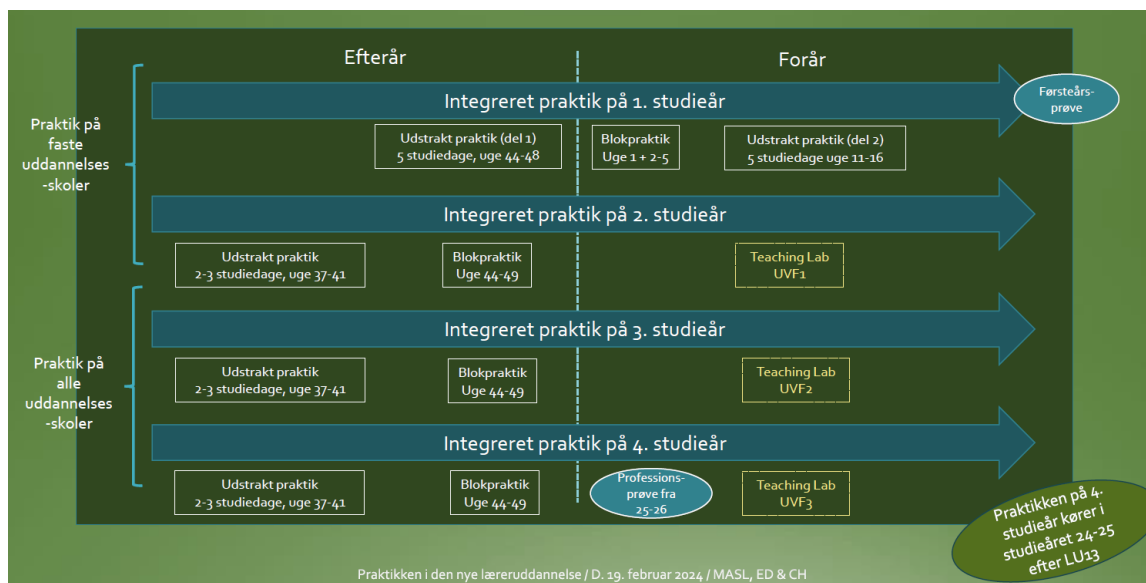 Efterår
Forår
Integreret praktik på 1. studieår
Førsteårs-
prøve
Praktik på
faste
uddannelses
-skoler
Udstrakt praktik (del 1)
5 studiedage, uge 44-48
Blokpraktik
Uge 1 + 2-5
Udstrakt praktik (del 2)
5 studiedage uge 11-16
Integreret praktik på 2. studieår
Udstrakt praktik
2-3 studiedage, uge 37-41
Blokpraktik
Uge 44-49
Teaching Lab
UVF1
Integreret praktik på 3. studieår
Praktik på
alle
uddannelses
-skoler
Udstrakt praktik
2-3 studiedage, uge 37-41
Blokpraktik
Uge 44-49
Teaching Lab
UVF2
Integreret praktik på 4. studieår
Udstrakt praktik
2-3 studiedage, uge 37-41
Blokpraktik
Uge 44-49
Professions-
prøve fra
25-26
Teaching Lab
UVF3
Praktikken på 4.
studieår kører i
studieåret 24-25
efter LU13
Praktikken i den nye læreruddannelse / D. 19. februar 2024 / MASL, ED & CH